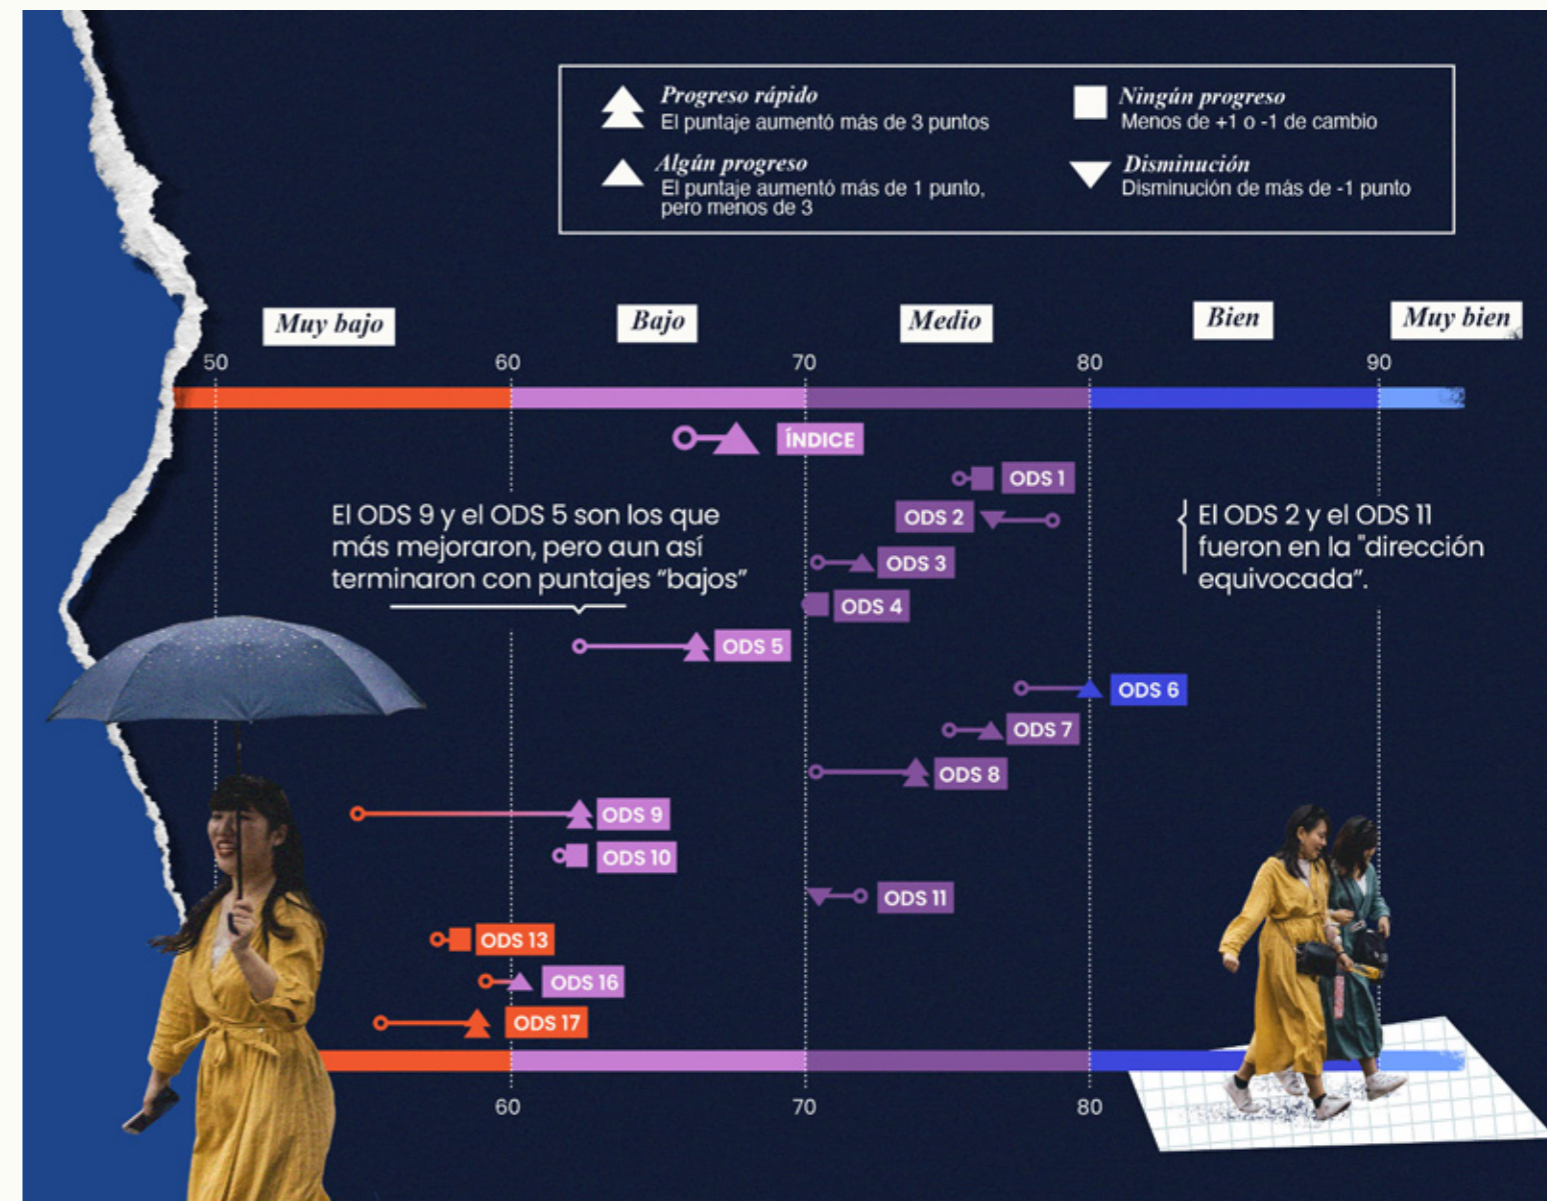 Progreso rápido
El puntaje aumentó más de 3 puntos
Algún progreso
El puntaje aumentó más de 1 punto,
pero menos de 3
Ningún progreso
Menos de +1 o -1 de cambio
Disminución
Disminución de más de -1 punto
Muy bajo
Bajo
Medio
Bien
Muy bien
50
60
70
80
90
ÍNDICE
ODS 1
ODS 2
El ODS 9 y el ODS 5 son los que
más mejoraron, pero aun así
terminaron con puntajes “bajos”
El ODS 2 y el ODS 11
fueron en la "dirección
equivocada”.
ODS 3
ODS 4
ODS 5
ODS 6
ODS 7
ODS 8
ODS 9
ODS 10
ODS 11
ODS 13
ODS 16
ODS 17
60
70
80